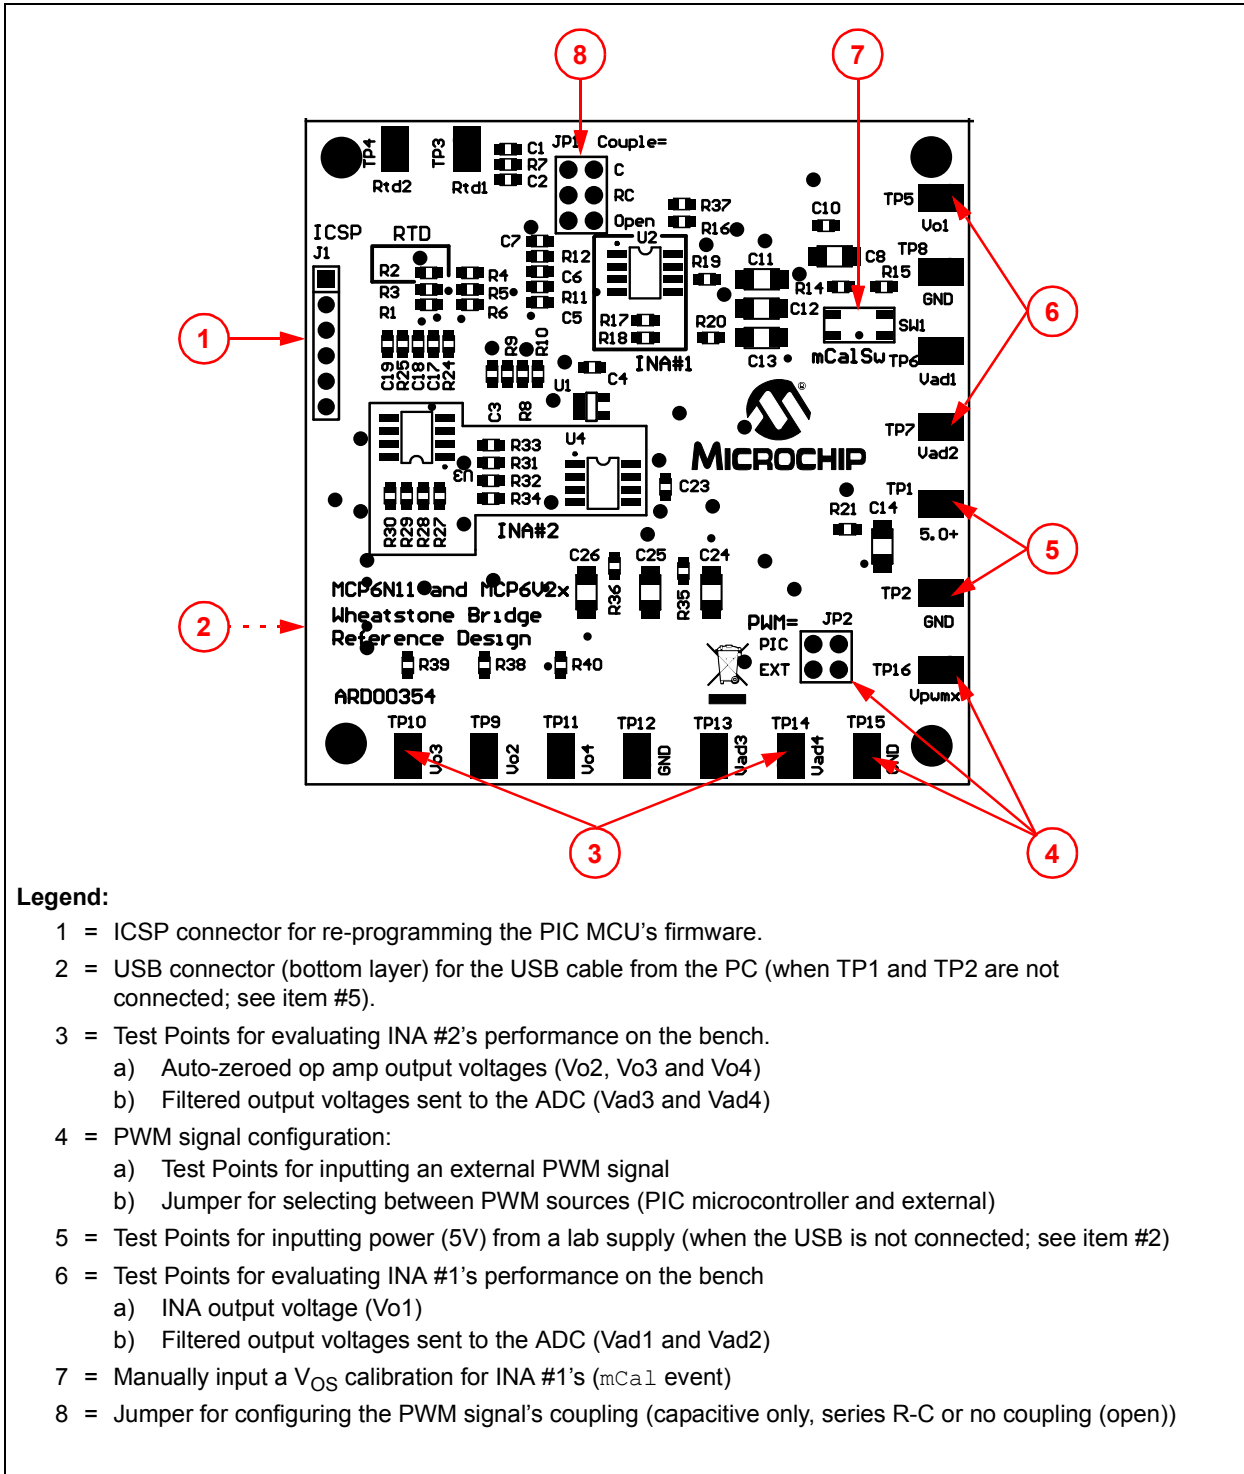 8
7
TP4
TP3
Rtd2
Rtd1
C1
R7
C2
JP1 Couple=
C
RC
Open
R37
R16
C10
TP5
Vo1
TP8
GND
ICSP
J1
RTD
R2
R3
R1
R4
R5
R6
C7
R12
C6
R11
C5
U2
R17
R18
INA#1
R19
R20
C11
C12
C13
C8
R14
R15
SW1
mCalSw
TP6
Vad1
1
6
C19
R25
C18
C17
R24
R9
R10
C3
R8
U1
C4
MICROCHIP
®
TP7
Vad2
U3
R33
R31
R32
R34
U4
C23
R30
R29
R28
R27
INA#2
R21
C14
TP1
5.0+
5
C26
R36
C25
R35
C24
TP2
GND
MCP6N11 and MCP6V2x
Wheatstone Bridge
Reference Design
2
PWM=
JP2
PIC
EXT
TP16
Vpwmx
R39
R38
R40
ARD00354
TP10
Vo3
TP9
Vo2
TP11
Vo4
TP12
GND
TP13
Vad3
TP14
Vad4
TP15
GND
3
4
Legend:
1 = ICSP connector for re-programming the PIC MCU's firmware.
2 = USB connector (bottom layer) for the USB cable from the PC (when TP1 and TP2 are not
connected; see item #5).
3 = Test Points for evaluating INA #2's performance on the bench.
a) Auto-zeroed op amp output voltages (Vo2, Vo3 and Vo4)
b) Filtered output voltages sent to the ADC (Vad3 and Vad4)
4 = PWM signal configuration:
a) Test Points for inputting an external PWM signal
b) Jumper for selecting between PWM sources (PIC microcontroller and external)
5 = Test Points for inputting power (5V) from a lab supply (when the USB is not connected; see item #2)
6 = Test Points for evaluating INA #1's performance on the bench
a) INA output voltage (Vo1)
b) Filtered output voltages sent to the ADC (Vad1 and Vad2)
7 = Manually input a VOS calibration for INA #1's (mCal event)
8 = Jumper for configuring the PWM signal's coupling (capacitive only, series R-C or no coupling (open))